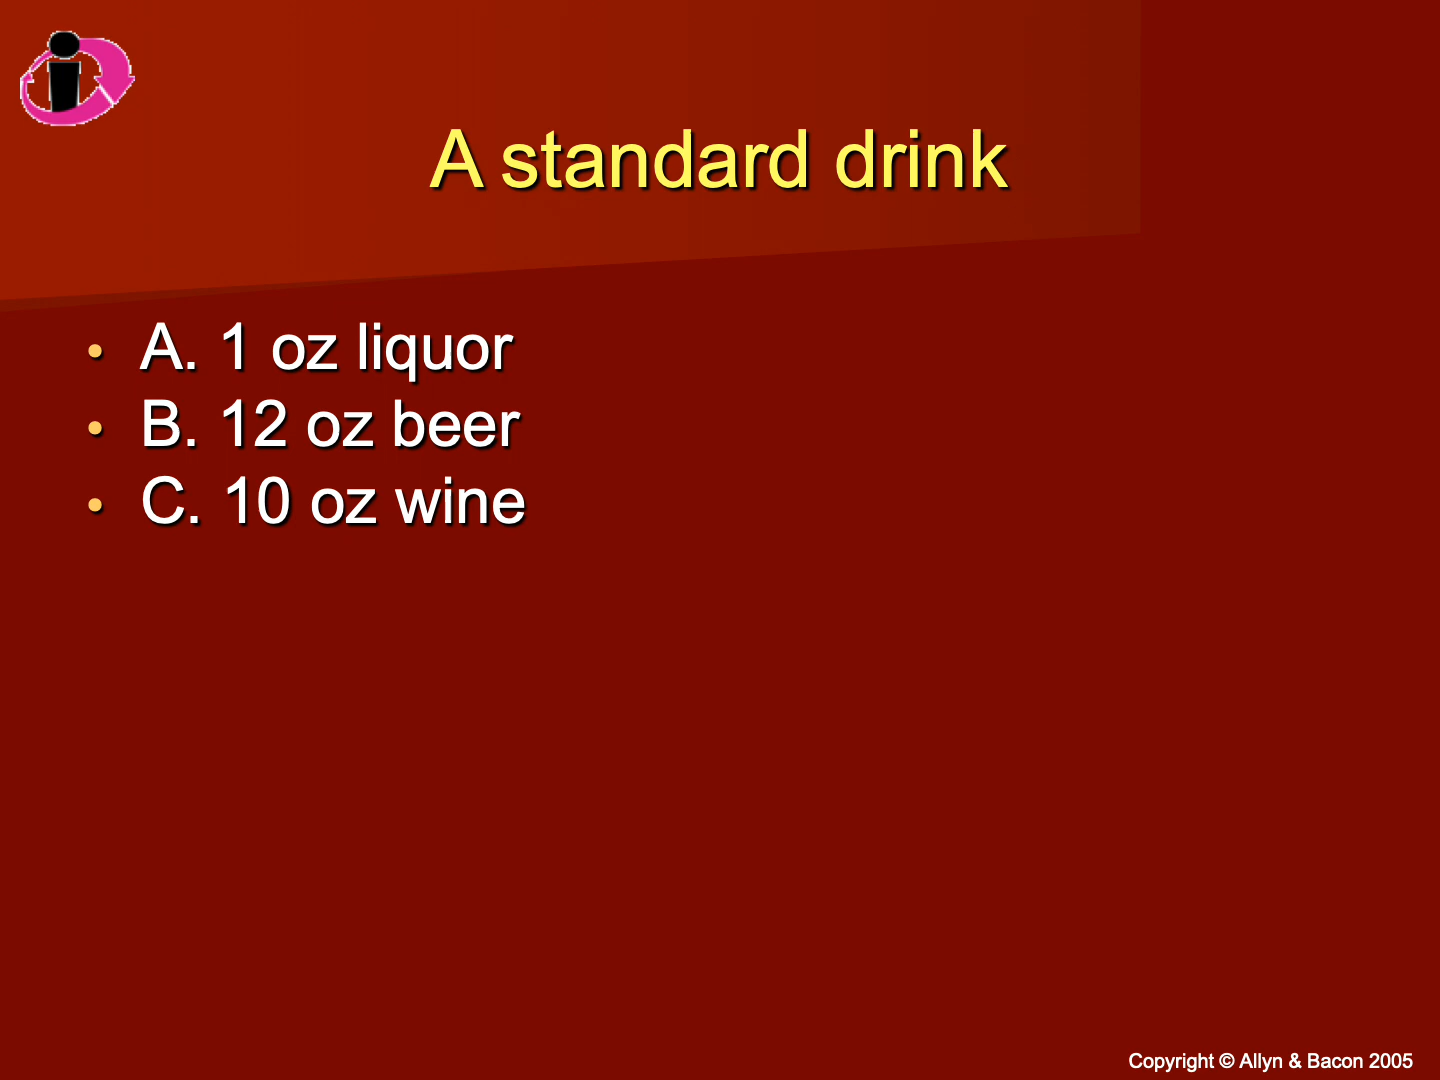 A standard drink
• A. 1 oz liquor
• B. 12 oz beer
• C. 10 oz wine
Copyright © Allyn & Bacon 2005